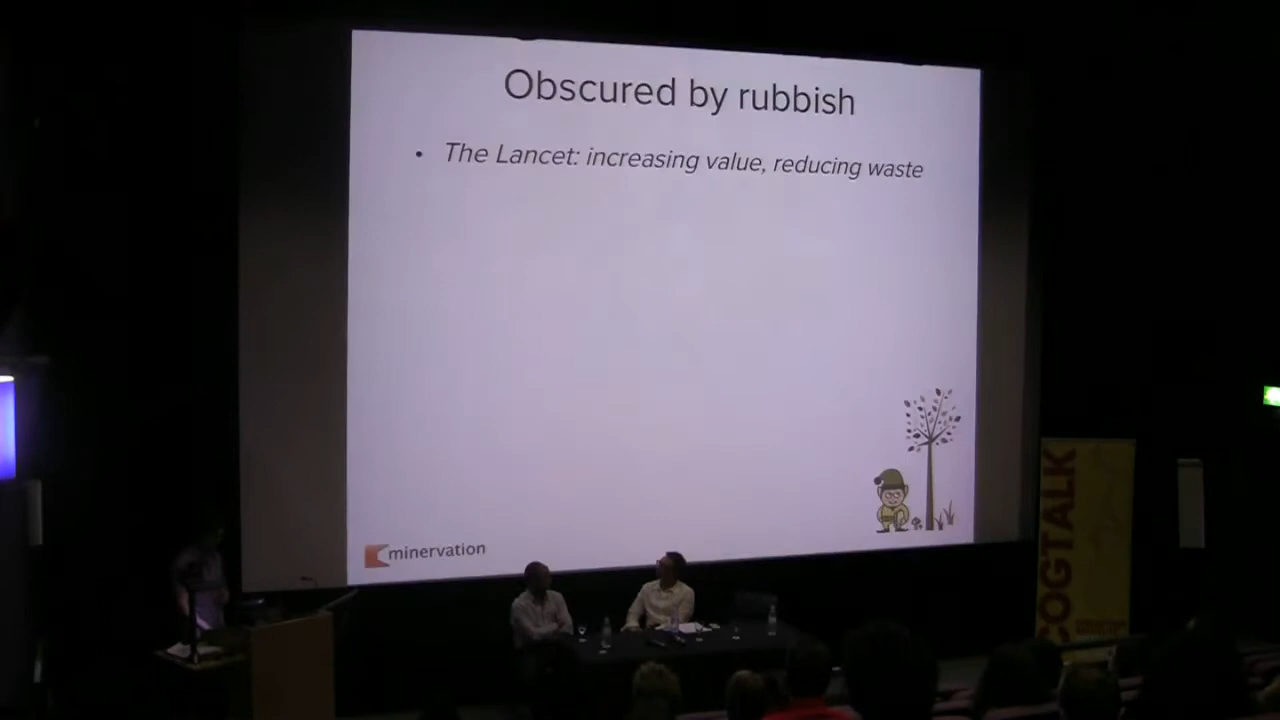 Obscured by rubbish
• The Lancet: increasing value, reducing waste
minervation
COGTALK